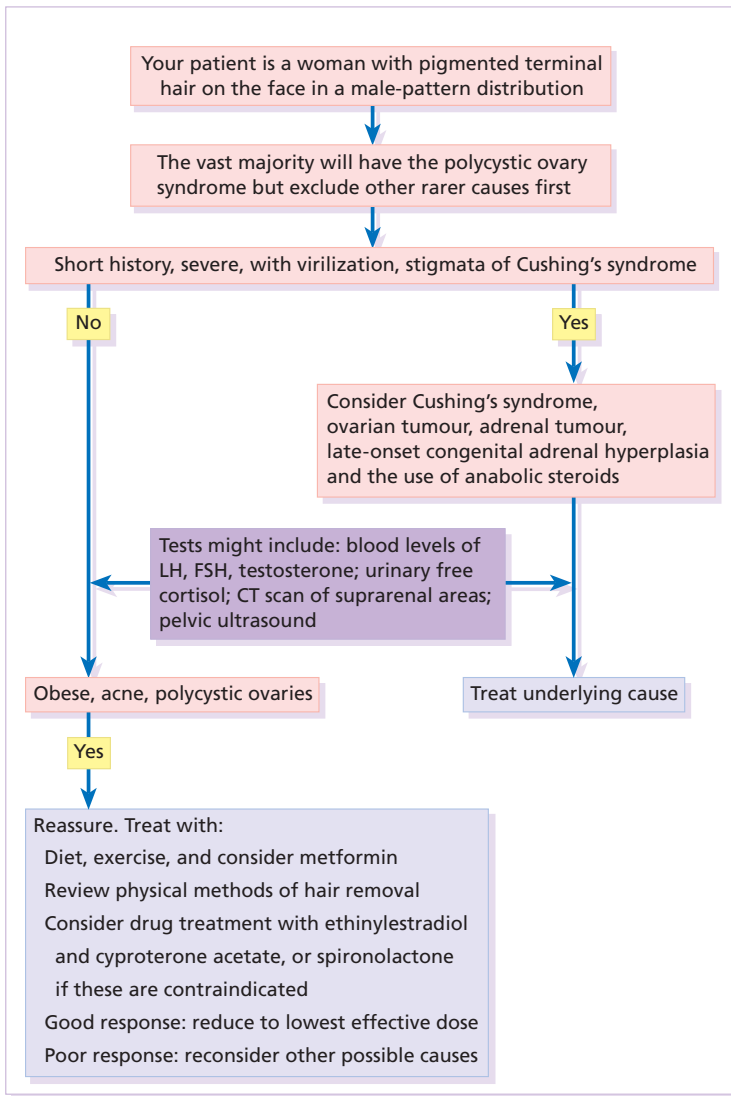 Your patient is a woman with pigmented terminal
hair on the face in a male-pattern distribution
The vast majority will have the polycystic ovary
syndrome but exclude other rarer causes first
Short history, severe, with virilization, stigmata of Cushing's syndrome
No
Yes
Consider Cushing's syndrome,
ovarian tumour, adrenal tumour,
late-onset congenital adrenal hyperplasia
and the use of anabolic steroids
Tests might include: blood levels of
LH, FSH, testosterone; urinary free
cortisol; CT scan of suprarenal areas;
pelvic ultrasound
Obese, acne, polycystic ovaries
Treat underlying cause
Yes
Reassure. Treat with:
Diet, exercise, and consider metformin
Review physical methods of hair removal
Consider drug treatment with ethinylestradiol
and cyproterone acetate, or spironolactone
if these are contraindicated
Good response: reduce to lowest effective dose
Poor response: reconsider other possible causes